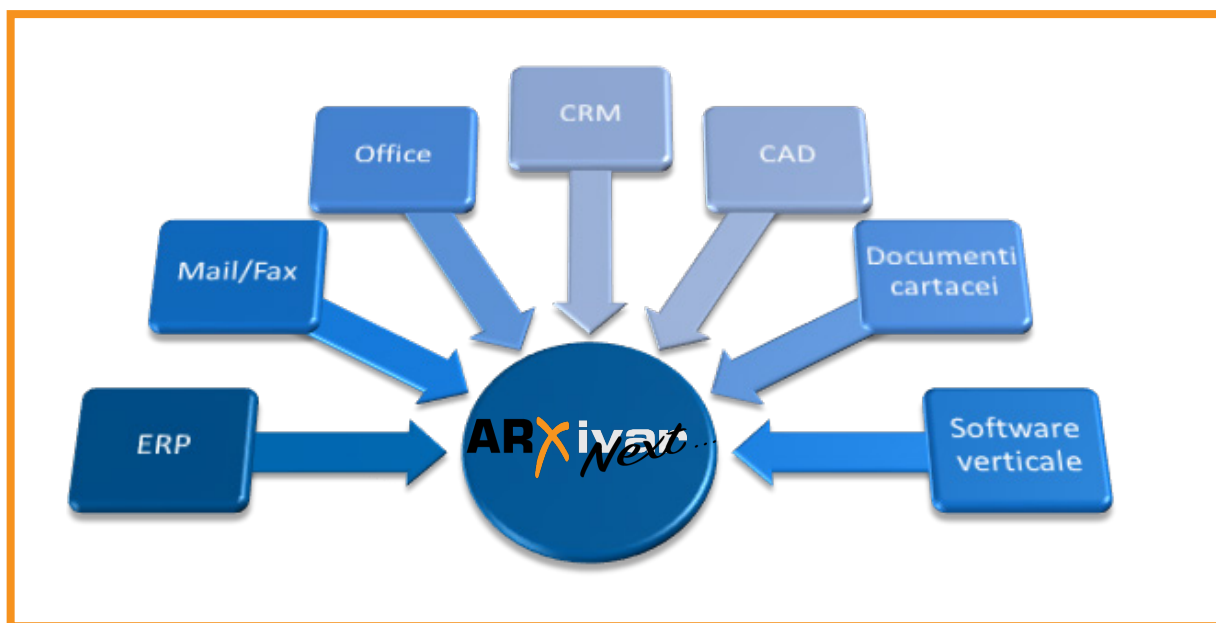 CRM
Office
CAD
Mail/Fax
Documenti
cartacei
ERP
ARXivar
Next...
Software
verticale